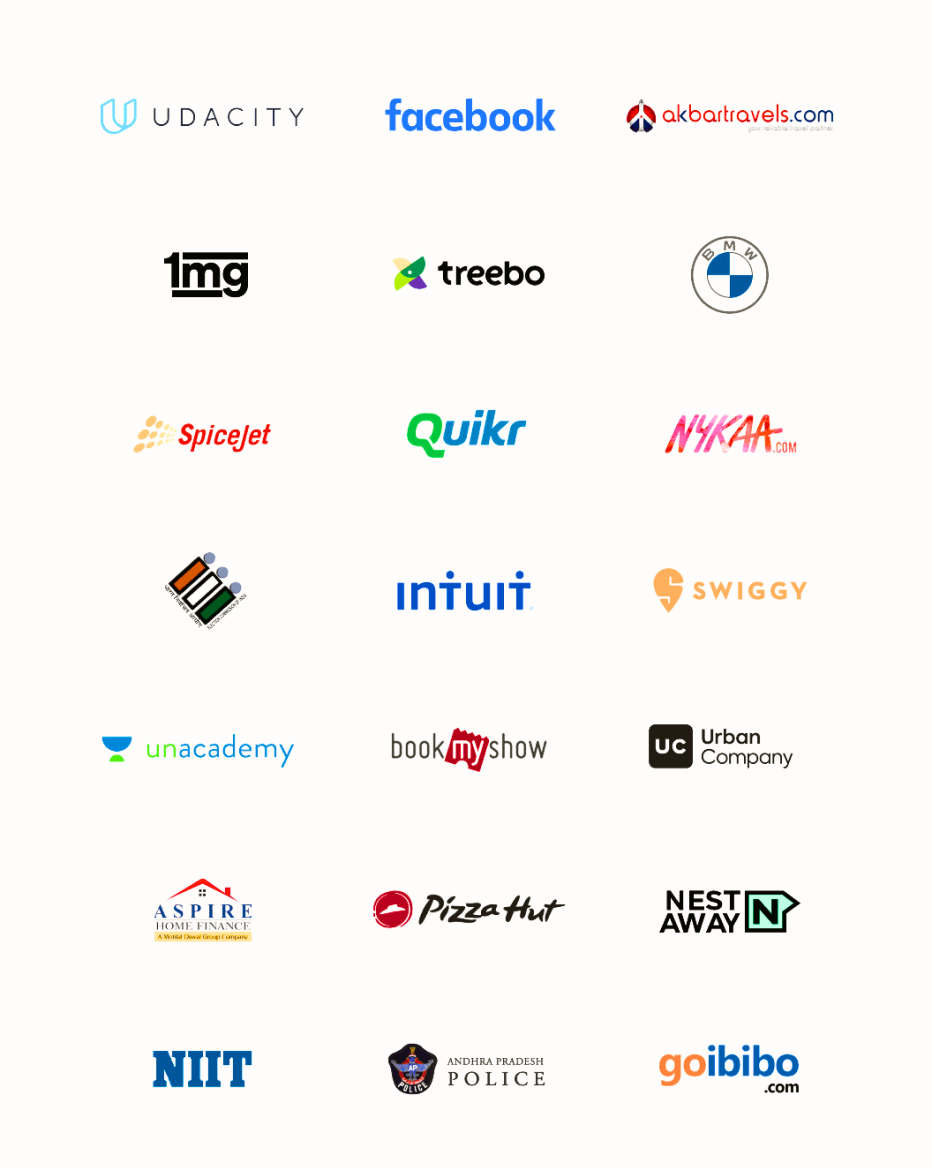 UDACITY
facebook
akbartravels.com
your reliable travel partner
1mg
treebo
BMW
SpiceJet
Quikr
NYKAA.COM
intuit
SWIGGY
unacademy
bookmyshow
UC
Urban
Company
ASPIRE
HOME FINANCE
A Motilal Oswal Group Company
Pizza Hut
NEST
AWAY
N
NIIT
AP
POLICE
ANDHRA PRADESH
POLICE
goibibo
.com